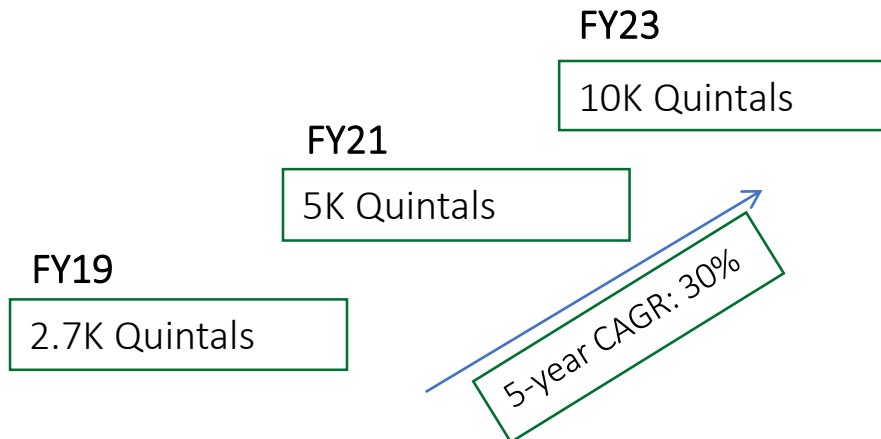 FY23
10K Quintals
FY21
5K Quintals
FY19
2.7K Quintals
5-year CAGR: 30%